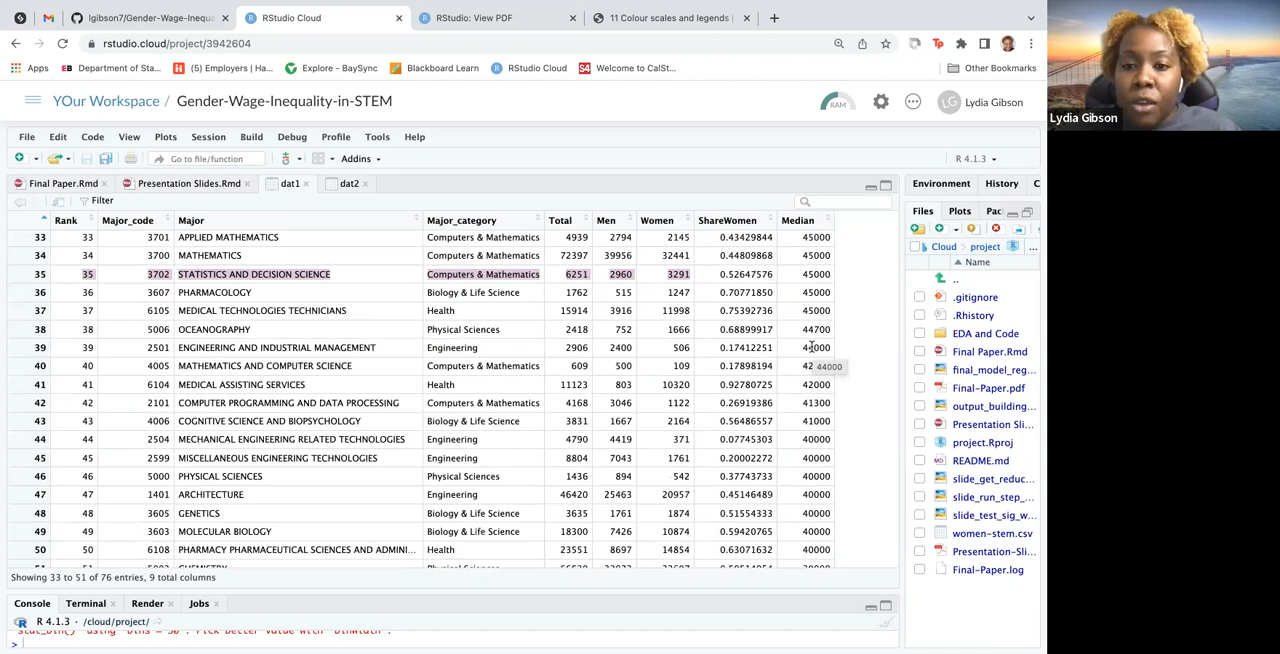 lgibson7/Gender-Wage-Inequa
RStudio Cloud
RStudio: View PDF
11 Colour scales and legends |
rstudio.cloud/project/3942604
Apps
Department of Sta...
(5) Employers | Ha...
Explore - BaySync
Blackboard Learn
RStudio Cloud
Welcome to CalSt...
Other Bookmarks
YOur Workspace / Gender-Wage-Inequality-in-STEM
RAM
LG
Lydia Gibson
Lydia Gibson
File Edit Code View Plots Session Build Debug Profile Tools Help
Go to file/function
Addins
R 4.1.3
Final Paper.Rmd
Presentation Slides.Rmd
dat1
dat2
Filter
Rank Major_code Major Major_category Total Men Women ShareWomen Median
33 33 3701 APPLIED MATHEMATICS Computers & Mathematics 4939 2794 2145 0.43429844 45000
34 34 3700 MATHEMATICS Computers & Mathematics 72397 39956 32441 0.44809868 45000
35 35 3702 STATISTICS AND DECISION SCIENCE Computers & Mathematics 6251 2960 3291 0.52647576 45000
36 36 3607 PHARMACOLOGY Biology & Life Science 1762 515 1247 0.70771850 45000
37 37 6105 MEDICAL TECHNOLOGIES TECHNICIANS Health 15914 3916 11998 0.75392736 45000
38 38 5006 OCEANOGRAPHY Physical Sciences 2418 752 1666 0.68899917 44700
39 39 2501 ENGINEERING AND INDUSTRIAL MANAGEMENT Engineering 2906 2400 506 0.17412251 44000
40 40 4005 MATHEMATICS AND COMPUTER SCIENCE Computers & Mathematics 609 500 109 0.17898194
44000
41 41 6104 MEDICAL ASSISTING SERVICES Health 11123 803 10320 0.92780725 42000
42 42 2101 COMPUTER PROGRAMMING AND DATA PROCESSING Computers & Mathematics 4168 3046 1122 0.26919386 41300
43 43 4006 COGNITIVE SCIENCE AND BIOPSYCHOLOGY Biology & Life Science 3831 1667 2164 0.56486557 41000
44 44 2504 MECHANICAL ENGINEERING RELATED TECHNOLOGIES Engineering 4790 4419 371 0.07745303 40000
45 45 2599 MISCELLANEOUS ENGINEERING TECHNOLOGIES Engineering 8804 7043 1761 0.20002272 40000
46 46 5000 PHYSICAL SCIENCES Physical Sciences 1436 894 542 0.37743733 40000
47 47 1401 ARCHITECTURE Engineering 46420 25463 20957 0.45146489 40000
48 48 3605 GENETICS Biology & Life Science 3635 1761 1874 0.51554333 40000
49 49 3603 MOLECULAR BIOLOGY Biology & Life Science 18300 7426 10874 0.59420765 40000
50 50 6108 PHARMACY PHARMACEUTICAL SCIENCES AND ADMINI... Health 23551 8697 14854 0.63071632 40000
Showing 33 to 51 of 76 entries, 9 total columns
Console Terminal Render Jobs
R 4.1.3 · /cloud/project/
>
Environment History
Files Plots Pac
Cloud project ...
Name
..
.gitignore
.Rhistory
EDA and Code
Final Paper.Rmd
final_model_reg...
Final-Paper.pdf
output_building...
Presentation Sli...
project.Rproj
README.md
slide_get_reduc...
slide_run_step_...
slide_test_sig_w...
women-stem.csv
Presentation-Sli...
Final-Paper.log